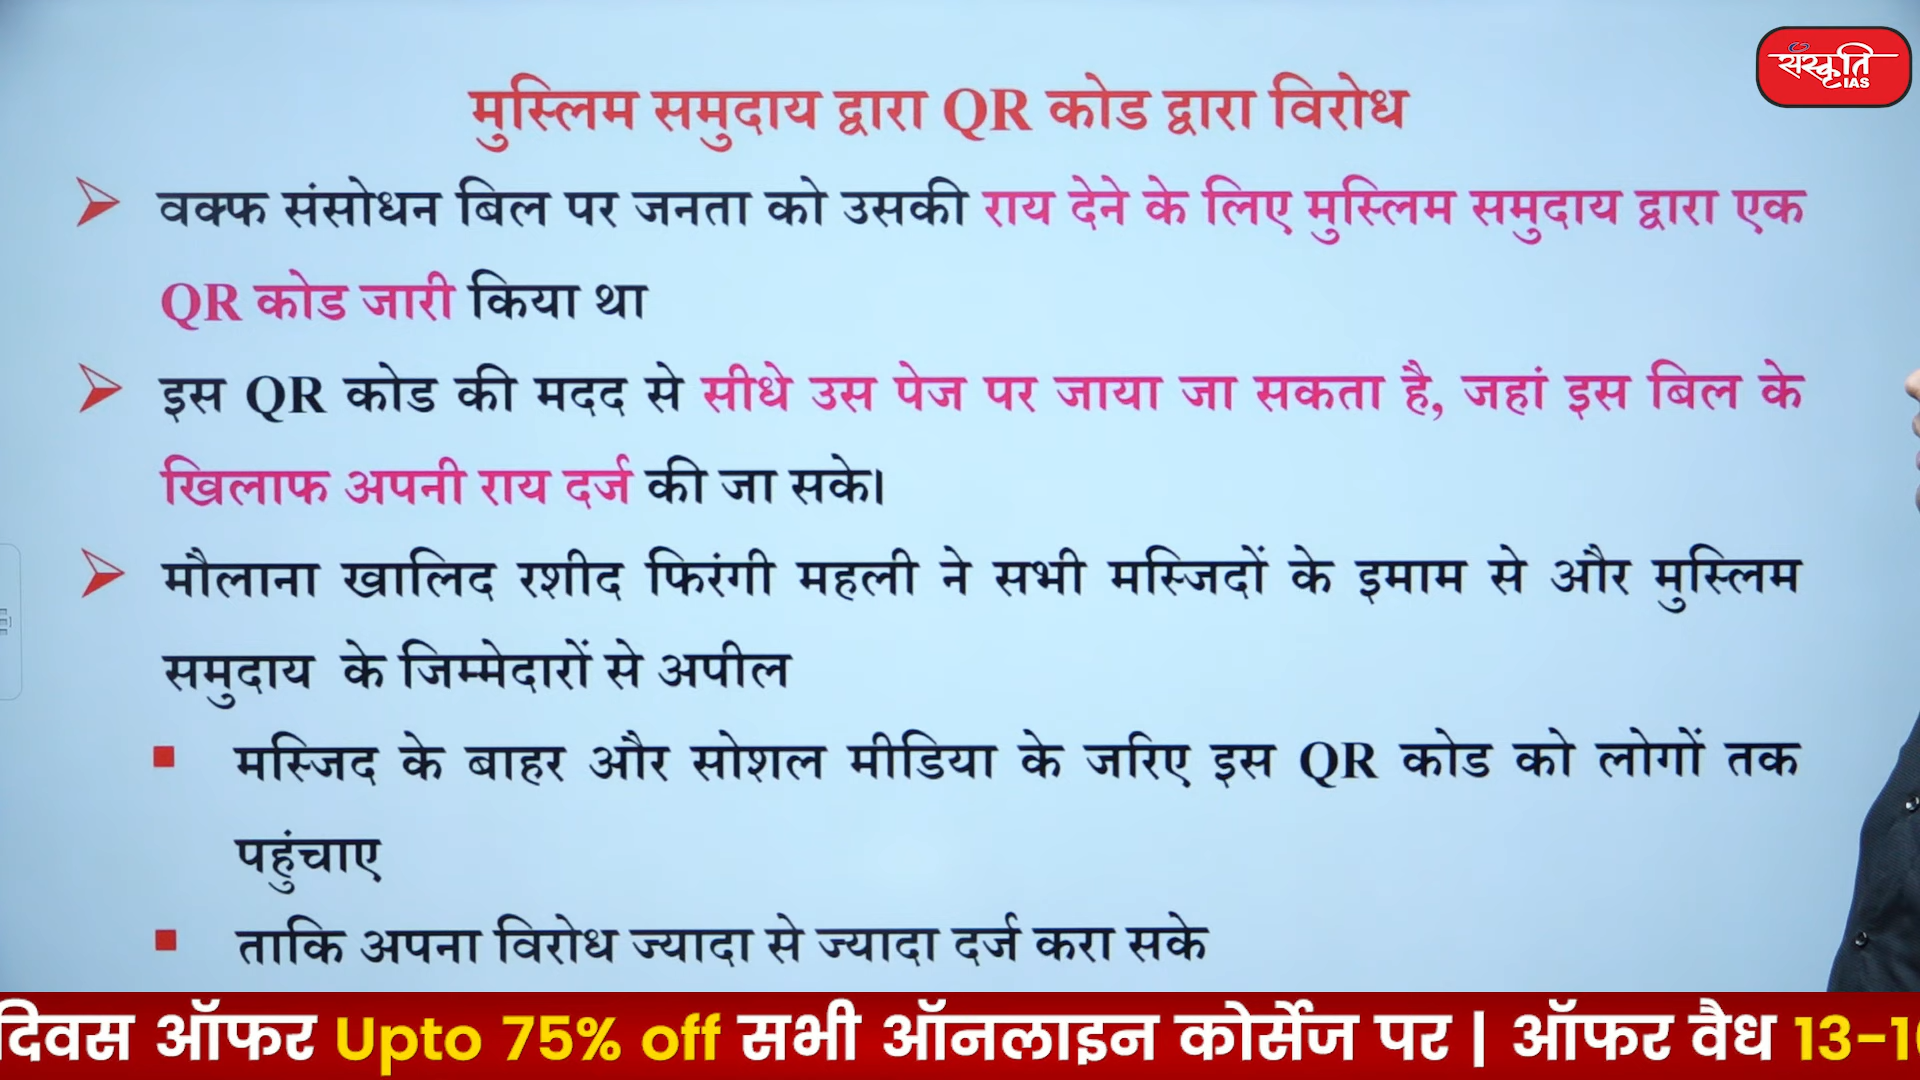 संस्कृति
IAS
मुस्लिम समुदाय द्वारा QR कोड द्वारा विरोध
वक्फ संसोधन बिल पर जनता को उसकी राय देने के लिए मुस्लिम समुदाय द्वारा एक
QR कोड जारी किया था
इस QR कोड की मदद से सीधे उस पेज पर जाया जा सकता है, जहां इस बिल के
खिलाफ अपनी राय दर्ज की जा सके।
मौलाना खालिद रशीद फिरंगी महली ने सभी मस्जिदों के इमाम से और मुस्लिम
समुदाय के जिम्मेदारों से अपील
मस्जिद के बाहर और सोशल मीडिया के जरिए इस QR कोड को लोगों तक
पहुंचाए
ताकि अपना विरोध ज्यादा से ज्यादा दर्ज करा सके
दिवस ऑफर Upto 75% off सभी ऑनलाइन कोर्सेज पर | ऑफर वैध 13-1